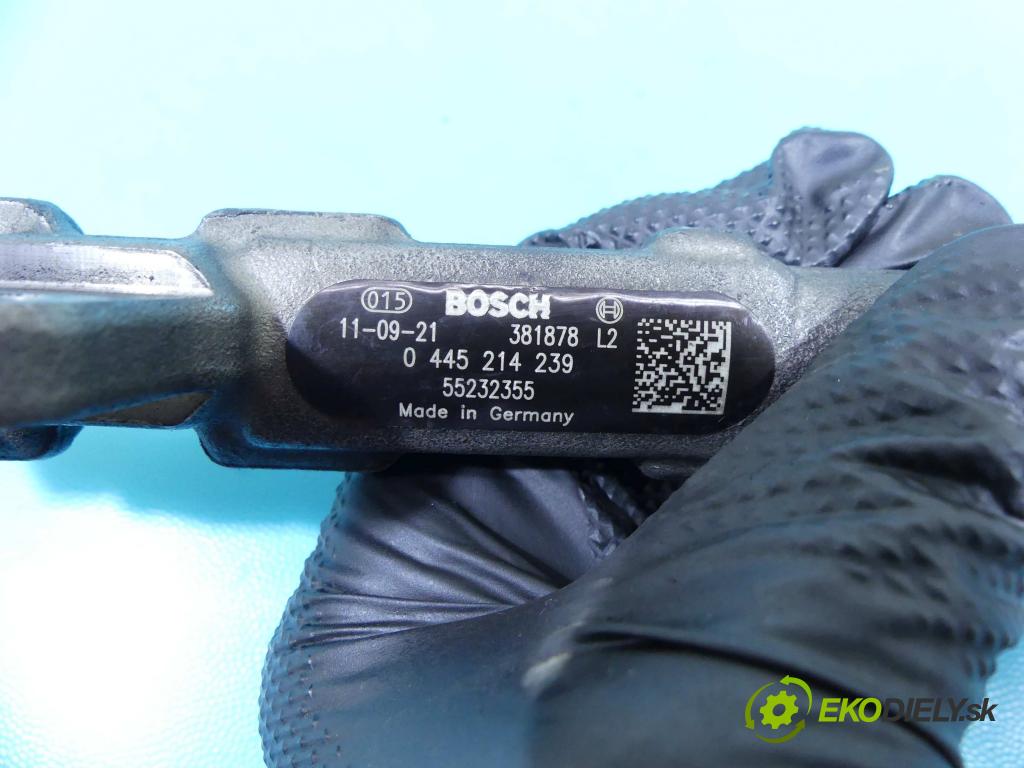 015 BOSCH
11-09-21 381878 L2
0 445 214 239
55232355
Made in Germany
EKODIELY.sk